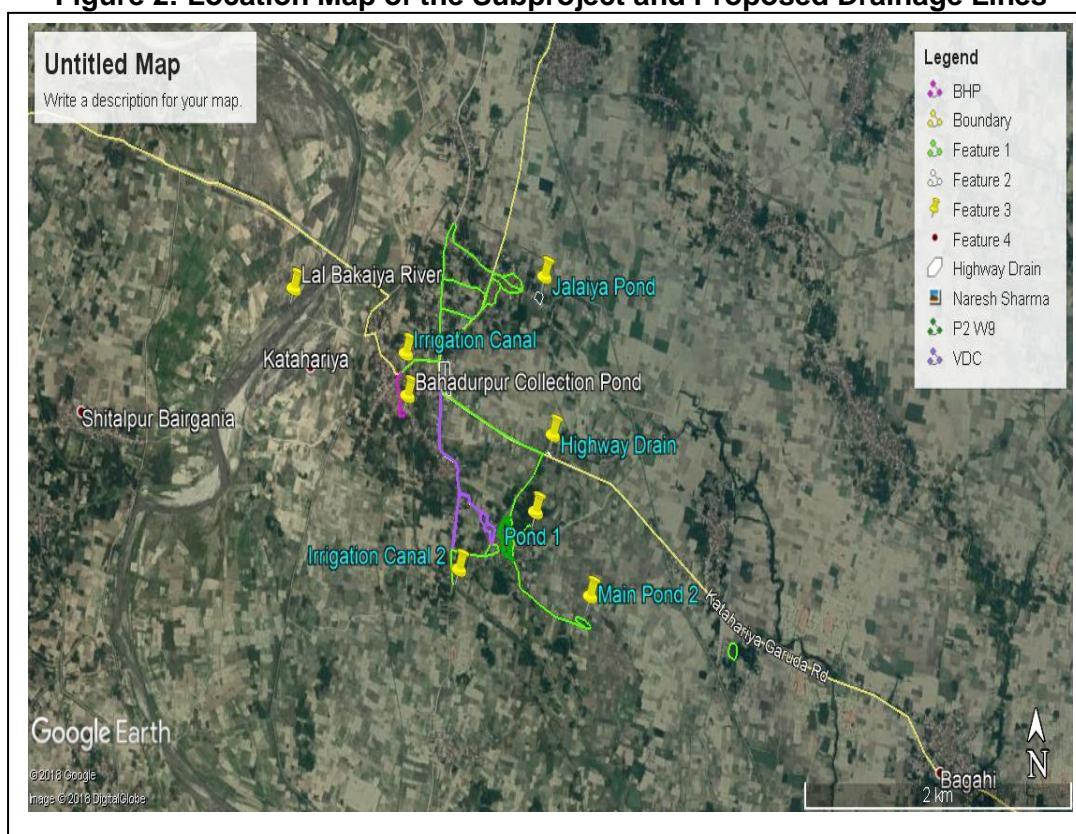 Figure 2: Location Map of the Subproject and Proposed Drainage Lines
Untitled Map
Write a description for your map.
Legend
BHP
Boundary
Feature 1
Feature 2
Feature 3
Feature 4
Highway Drain
Naresh Sharma
P2 W9
VDC
Lal Bakaiya River
Jalaiya Pond
Irrigation Canal
Katahariya
Bahadurpur Collection Pond
Shitalpur Bairgania
Highway Drain
Pond 1
Irrigation Canal 2
Main Pond 2
Katahariya Garuda Rd
Google Earth
© 2018 Google
Image © 2018 DigitalGlobe
N
Bagahi
2 km